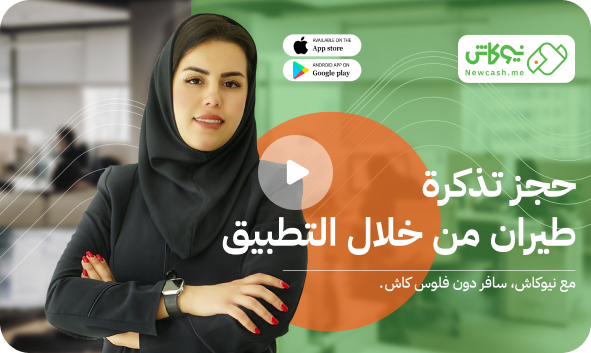 AVAILABLE ON THE
App store
ANDROID APP ON
Google play
نیوکاش
Newcash.me
حجز تذكرة
طيران من خلال التطبيق
مع نيوكاش، سافر دون فلوس كاش.